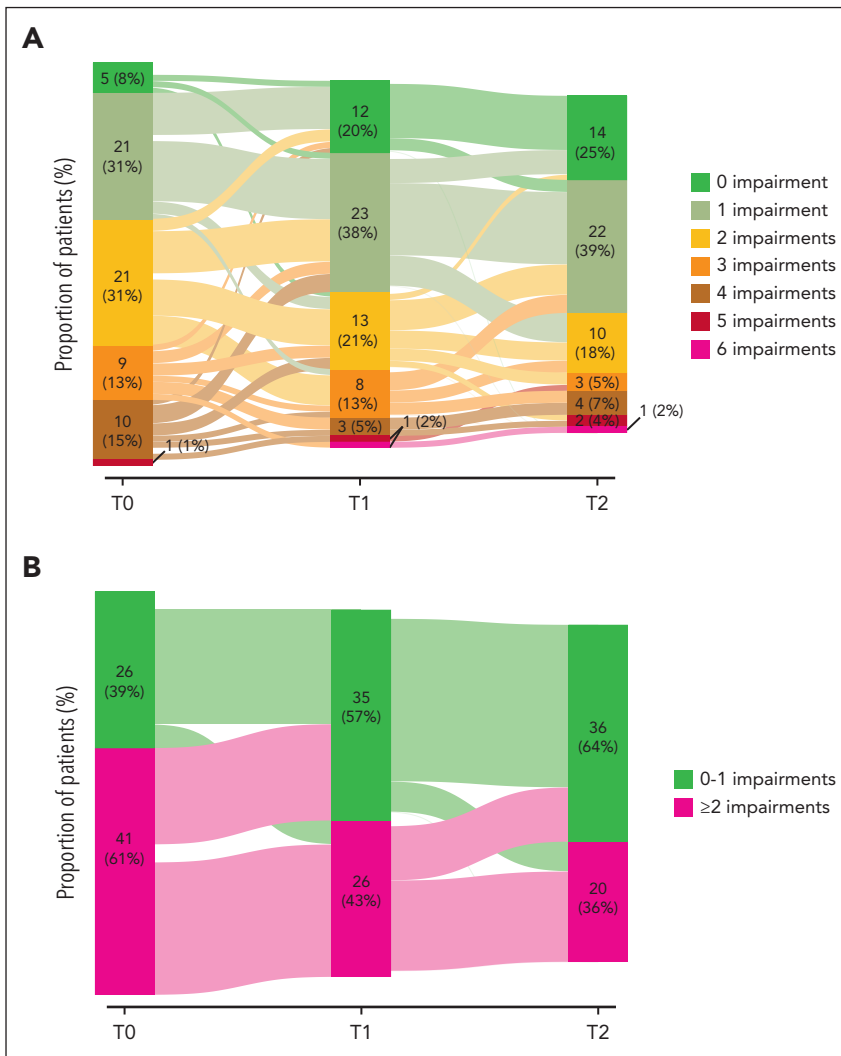 A
Proportion of patients (%)
5 (8%)
21
(31%)
21
(31%)
9
(13%)
10
(15%)
1 (1%)
12
(20%)
23
(38%)
13
(21%)
8
(13%)
3 (5%)
1 (2%)
14
(25%)
22
(39%)
10
(18%)
3 (5%)
4 (7%)
2 (4%)
1 (2%)
0 impairment
1 impairment
2 impairments
3 impairments
4 impairments
5 impairments
6 impairments
T0
T1
T2
B
Proportion of patients (%)
26
(39%)
41
(61%)
35
(57%)
26
(43%)
36
(64%)
20
(36%)
0-1 impairments
≥2 impairments
T0
T1
T2